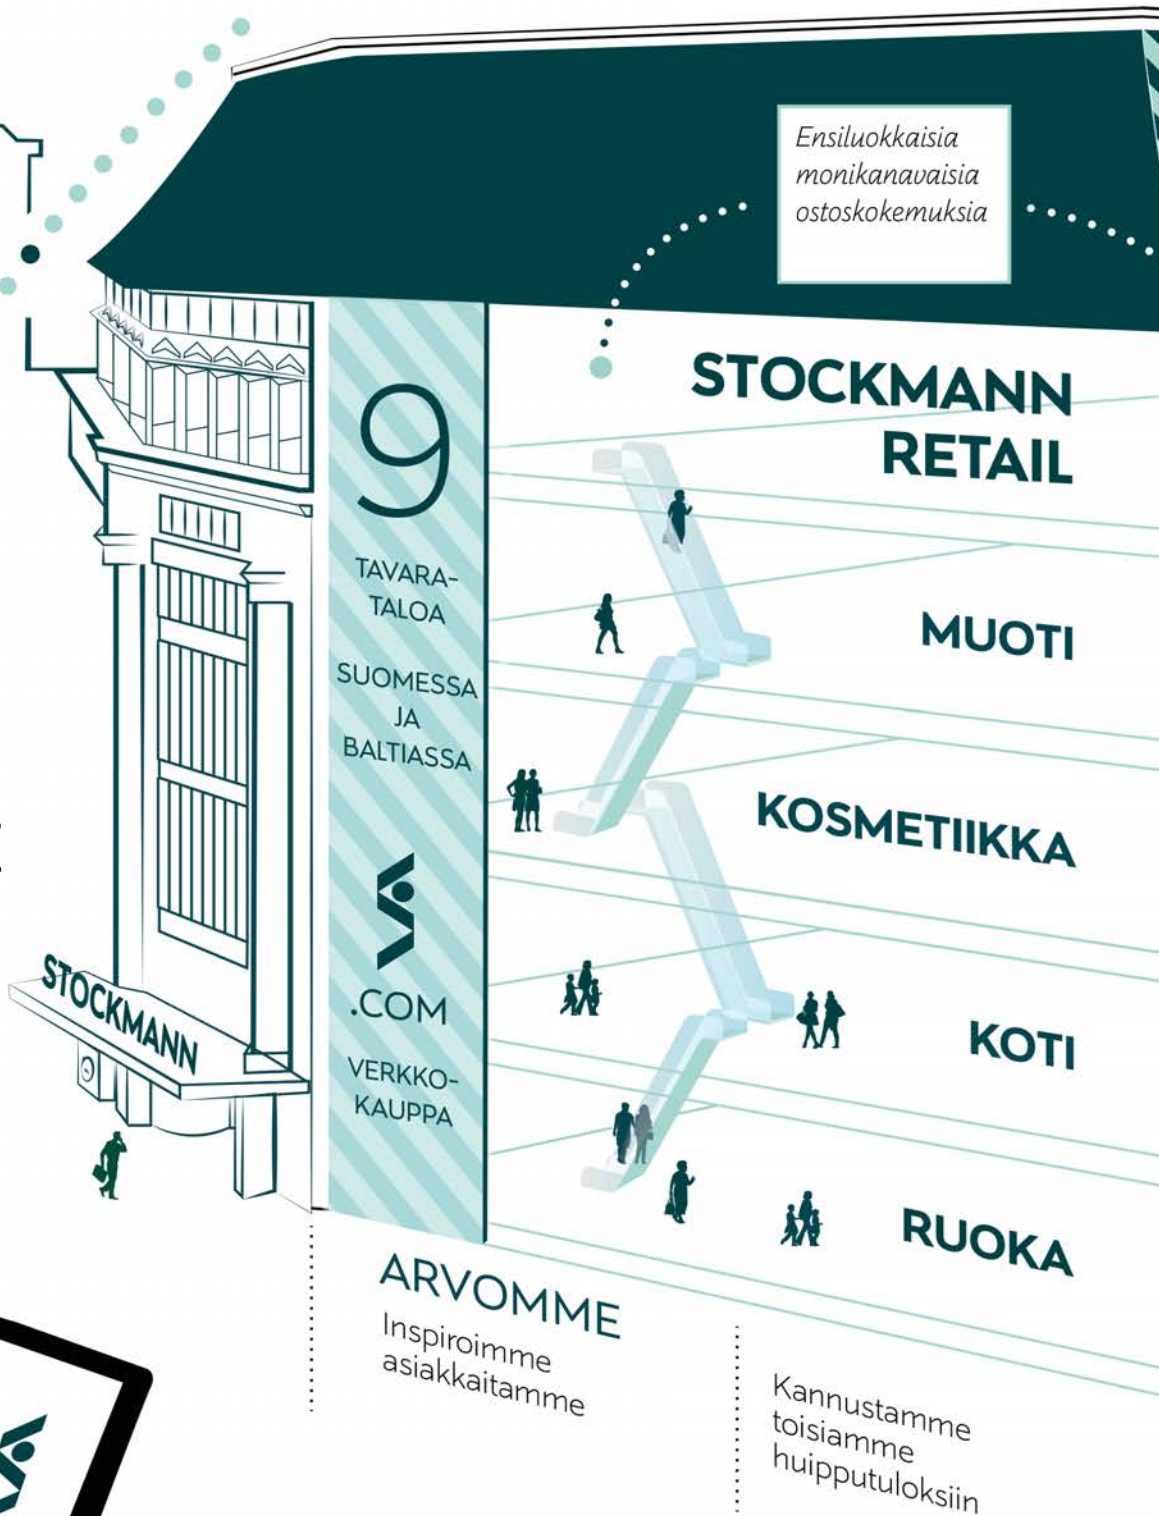 Ensiluokkaisia
monikanavaisia
ostoskokemuksia
STOCKMANN
RETAIL
9
TAVARA-
TALOA
SUOMESSA
JA
BALTIASSA
.COM
VERKKO-
KAUPPA
MUOTI
KOSMETIIKKA
KOTI
RUOKA
STOCKMANN
ARVOMME
Inspiroimme
asiakkaitamme
Kannustamme
toisiamme
huipputuloksiin